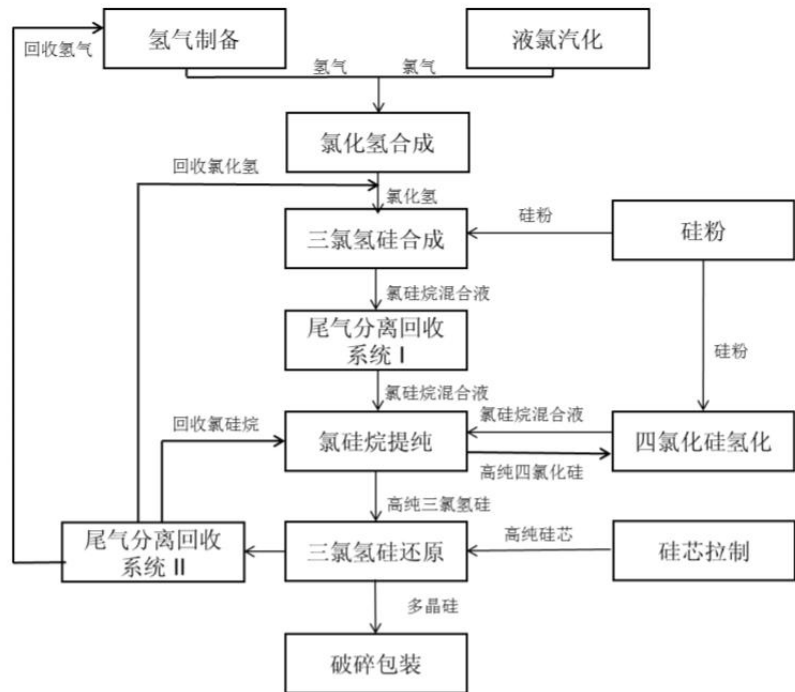 氢气制备
液氯汽化
回收氢气
氢气
氯气
氯化氢合成
回收氯化氢
氯化氢
三氯氢硅合成
硅粉
硅粉
氯硅烷混合液
尾气分离回收
系统 I
硅粉
氯硅烷混合液
回收氯硅烷
氯硅烷提纯
氯硅烷混合液
四氯化硅氢化
高纯四氯化硅
高纯三氯氢硅
尾气分离回收
系统 II
三氯氢硅还原
高纯硅芯
硅芯拉制
多晶硅
破碎包装